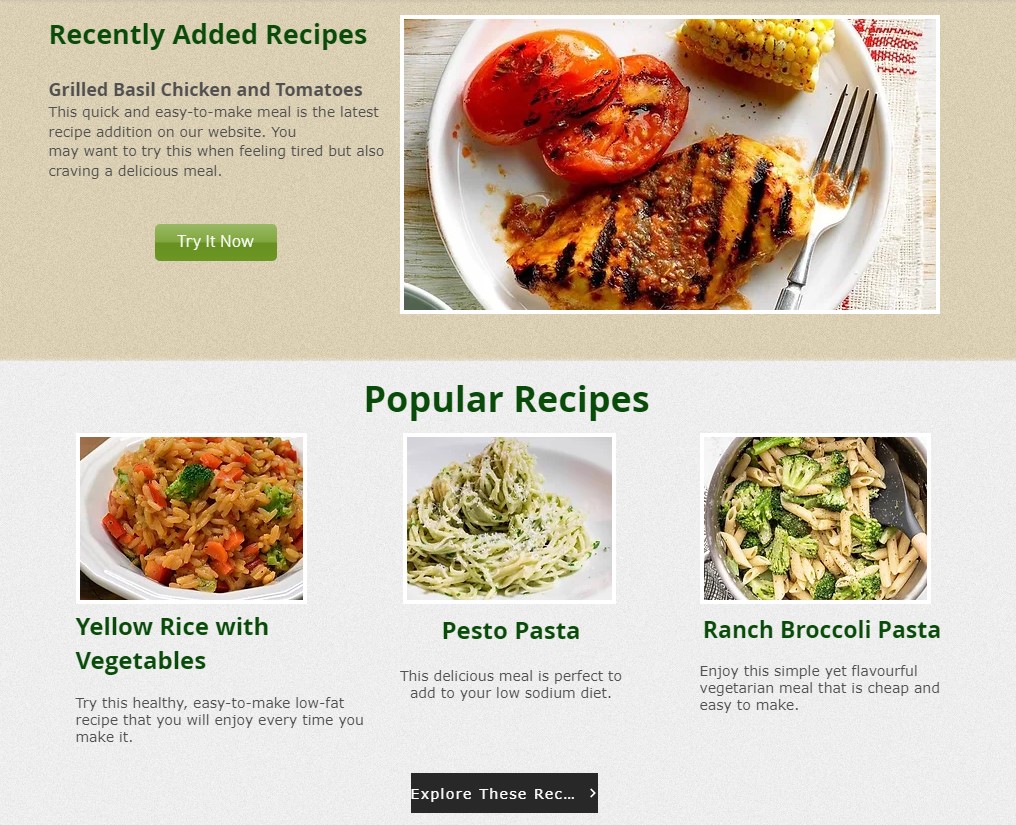 Recently Added Recipes
Grilled Basil Chicken and Tomatoes
This quick and easy-to-make meal is the latest
recipe addition on our website. You
may want to try this when feeling tired but also
craving a delicious meal.
Try It Now
Popular Recipes
Yellow Rice with
Vegetables
Try this healthy, easy-to-make low-fat
recipe that you will enjoy every time you
make it.
Pesto Pasta
This delicious meal is perfect to
add to your low sodium diet.
Ranch Broccoli Pasta
Enjoy this simple yet flavourful
vegetarian meal that is cheap and
easy to make.
Explore These Rec... >